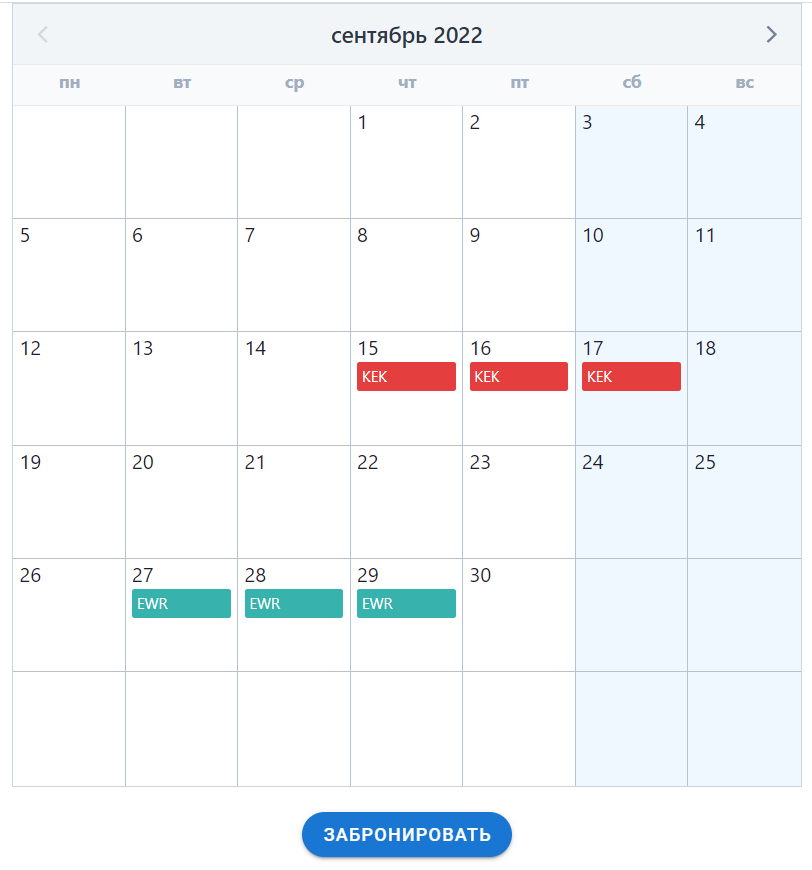 сентябрь 2022
пн вт ср чт пт сб вс
1 2 3 4
5 6 7 8 9 10 11
12 13 14 15 16 17 18
KEK KEK KEK
19 20 21 22 23 24 25
26 27 28 29 30
EWR EWR EWR
ЗАБРОНИРОВАТЬ